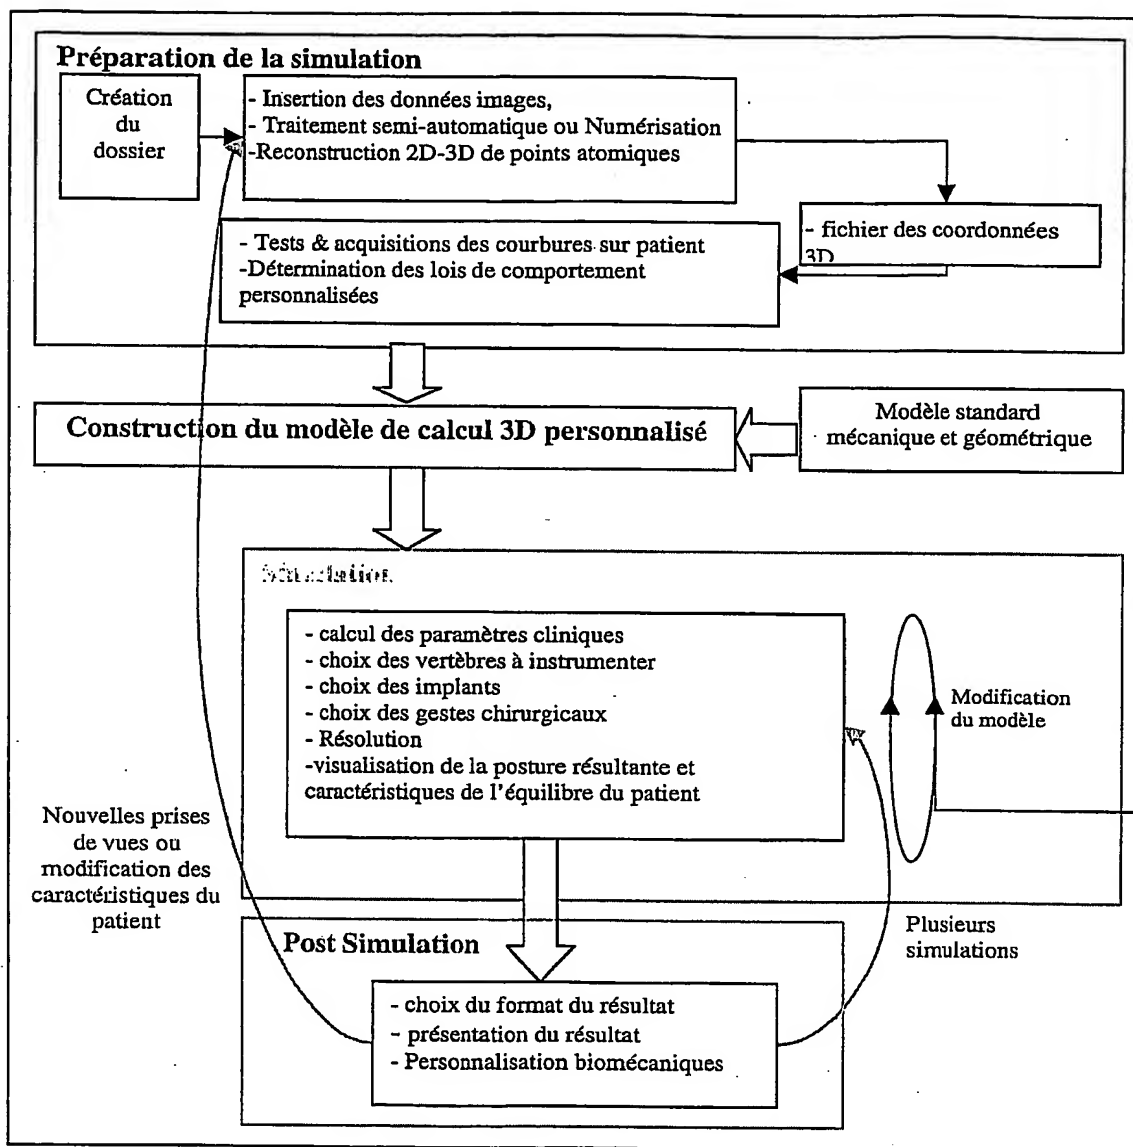 Préparation de la simulation
Création
du
dossier
- Insertion des données images,
- Traitement semi-automatique ou Numérisation
-Reconstruction 2D-3D de points atomiques
- fichier des coordonnées
3D
- Tests & acquisitions des courbures sur patient
-Détermination des lois de comportement
personnalisées
Construction du modèle de calcul 3D personnalisé
Modèle standard
mécanique et géométrique
Simulation
- calcul des paramètres cliniques
- choix des vertèbres à instrumenter
- choix des implants
- choix des gestes chirurgicaux
- Résolution
-visualisation de la posture résultante et
caractéristiques de l'équilibre du patient
Modification
du modèle
Nouvelles prises
de vues ou
modification des
caractéristiques du
patient
Plusieurs
simulations
Post Simulation
- choix du format du résultat
- présentation du résultat
- Personnalisation biomécaniques